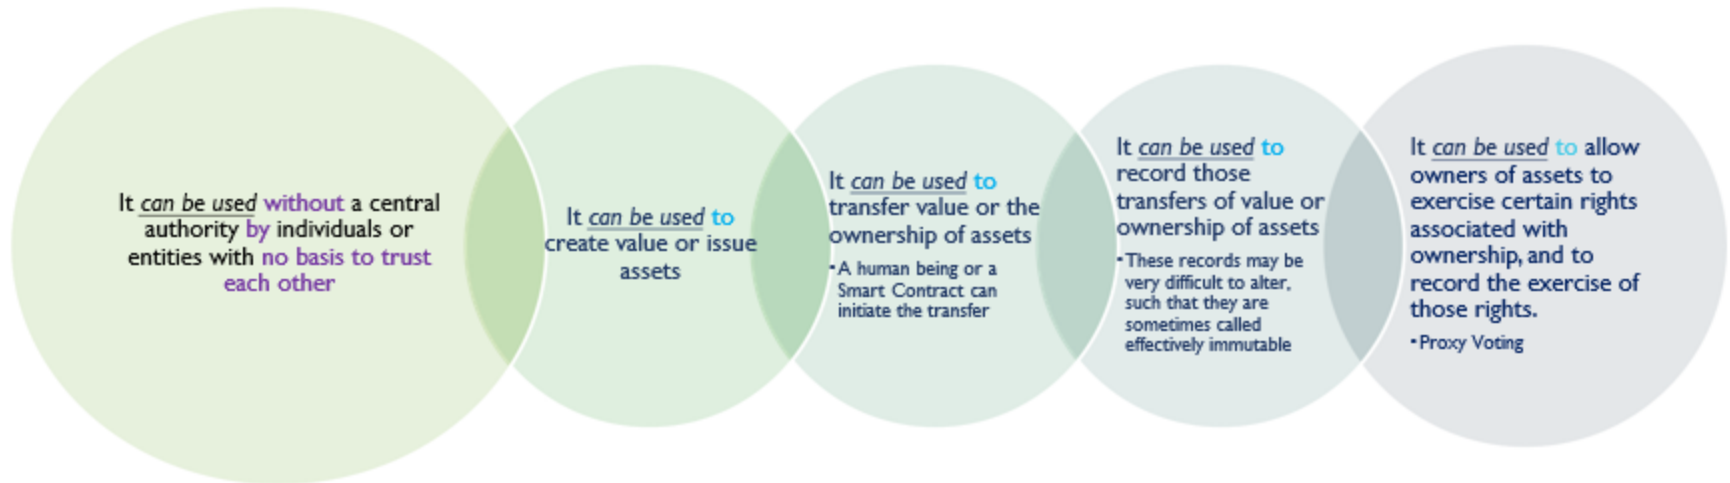 It can be used without a central
authority by individuals or
entities with no basis to trust
each other
It can be used to
create value or issue
assets
It can be used to
transfer value or the
ownership of assets
•A human being or a
Smart Contract can
initiate the transfer
It can be used to
record those
transfers of value or
ownership of assets
•These records may be
very difficult to alter,
such that they are
sometimes called
effectively immutable
It can be used to allow
owners of assets to
exercise certain rights
associated with
ownership, and to
record the exercise of
those rights.
•Proxy Voting